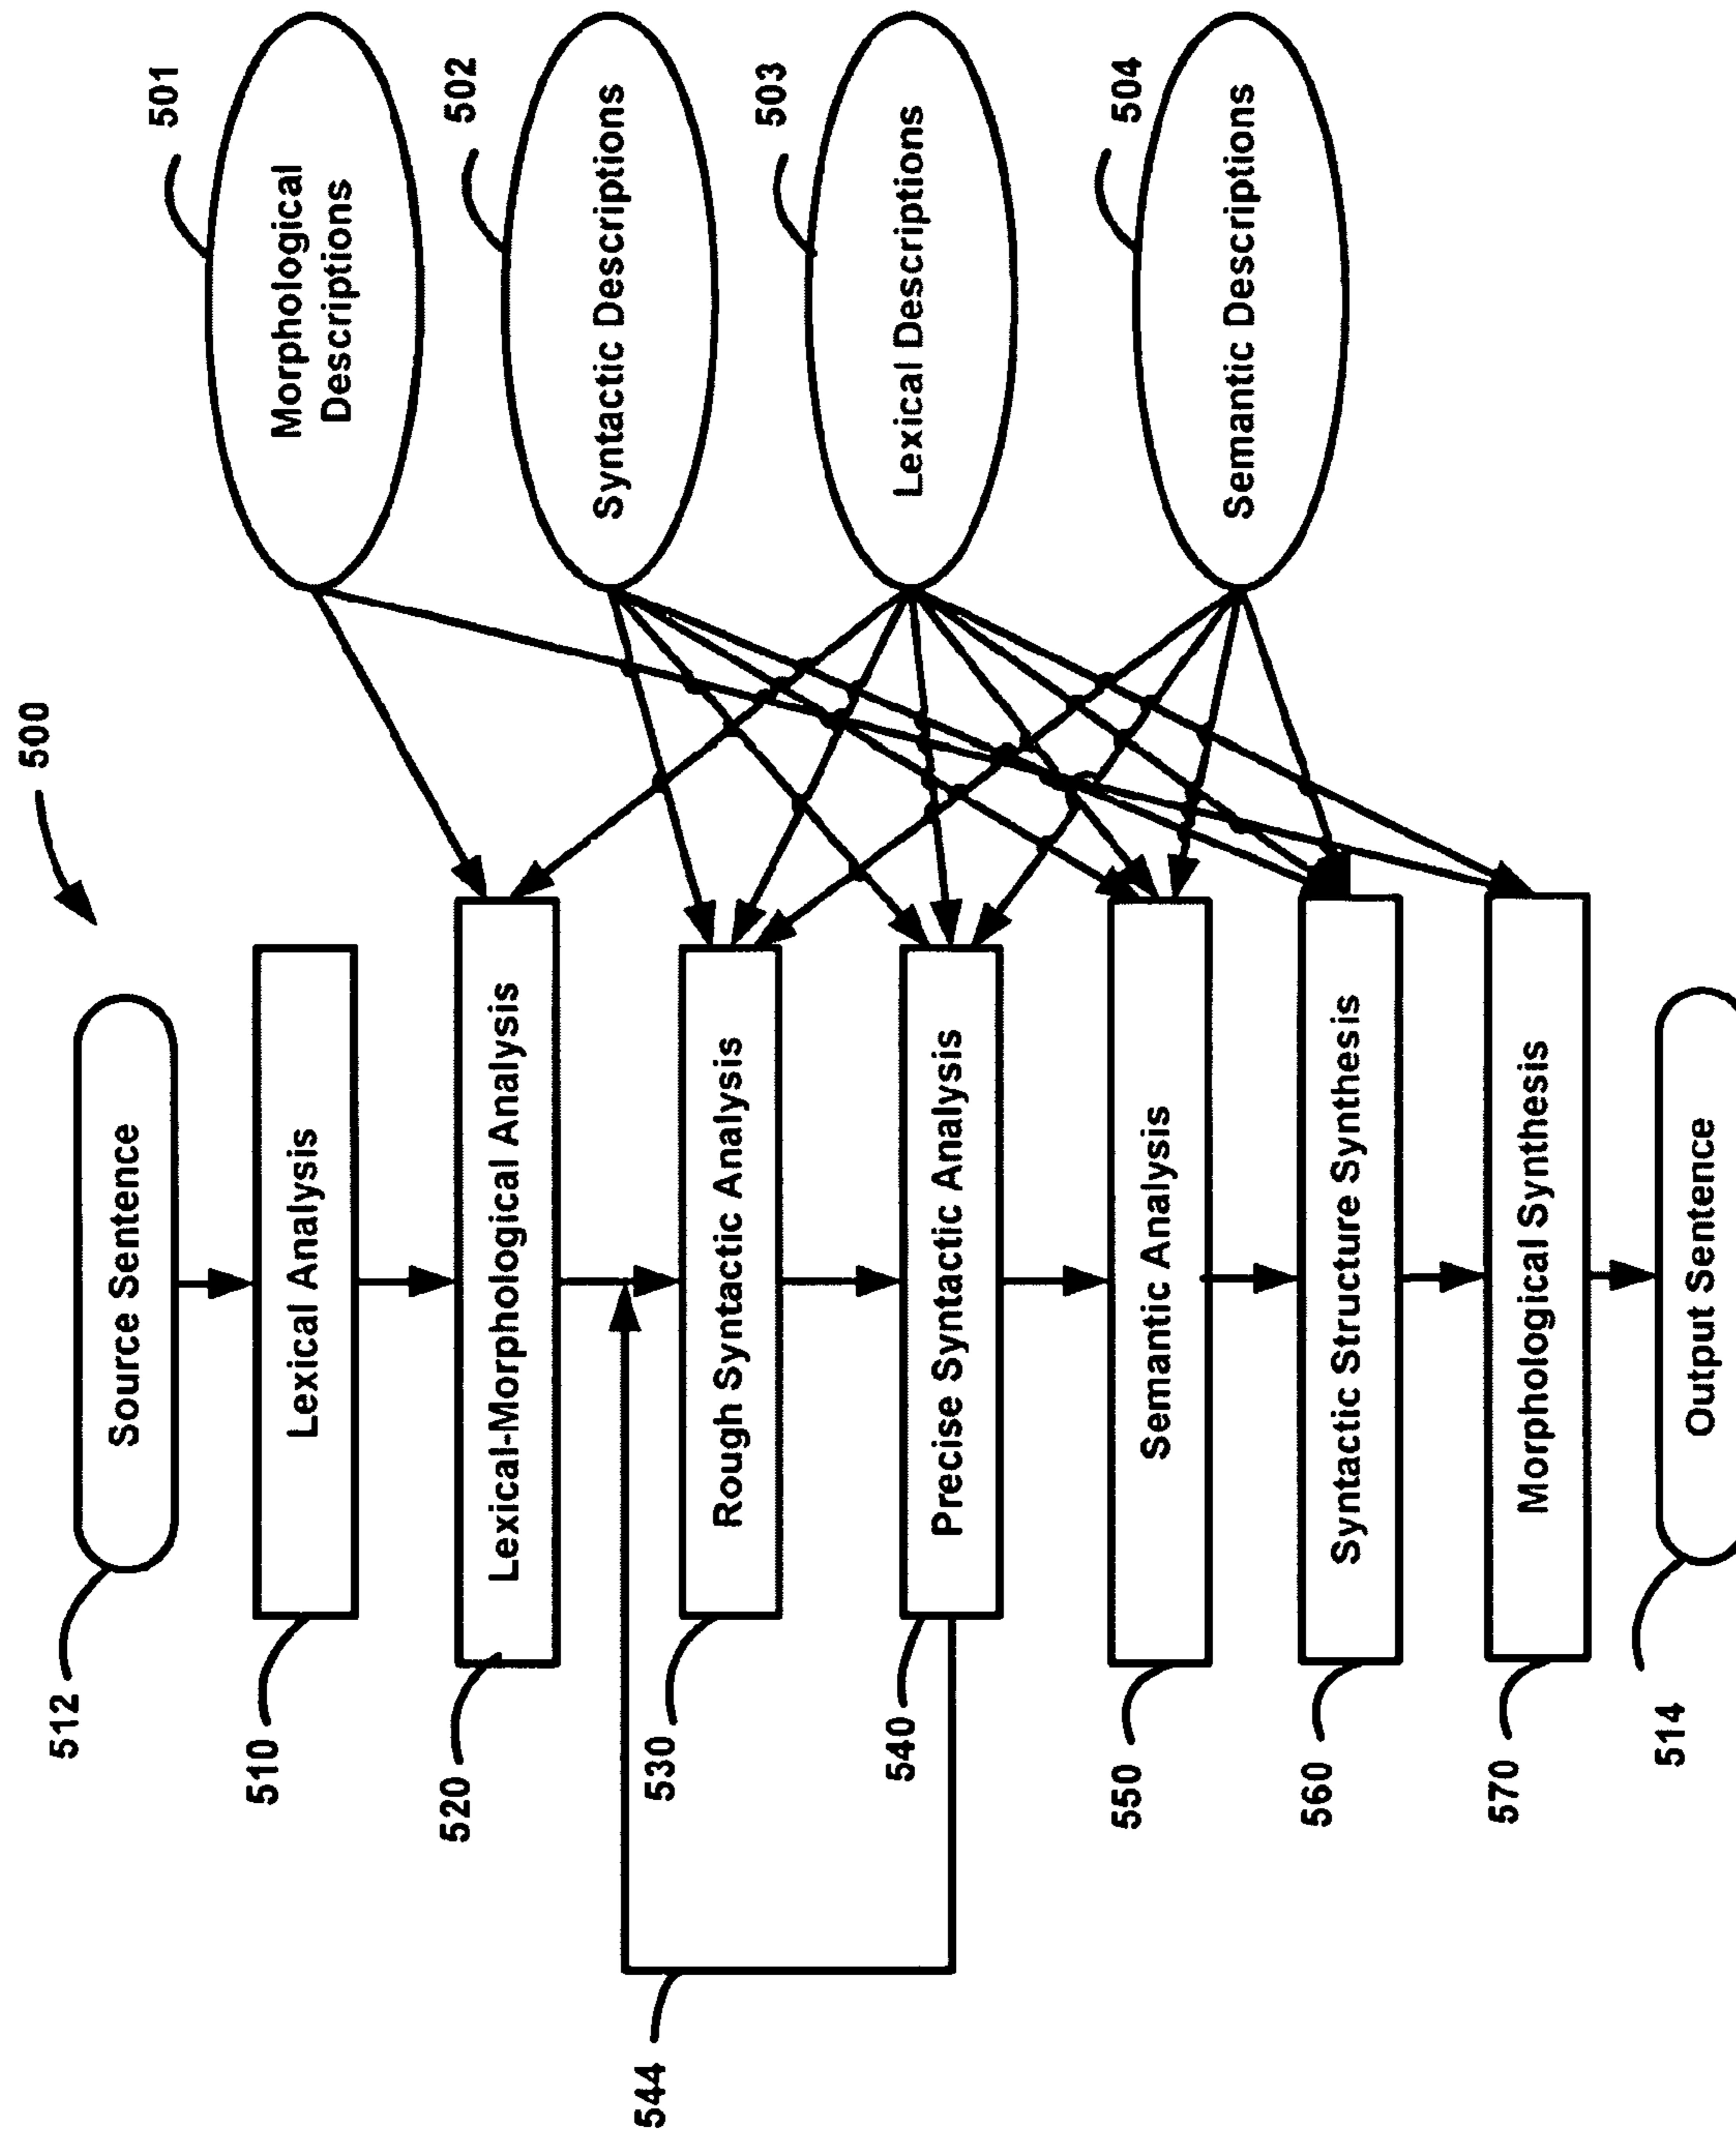 500
512
Source Sentence
510
Lexical Analysis
501
Morphological
Descriptions
520
Lexical-Morphological Analysis
502
Syntactic Descriptions
544
530
Rough Syntactic Analysis
503
Lexical Descriptions
540
Precise Syntactic Analysis
504
Semantic Descriptions
550
Semantic Analysis
560
Syntactic Structure Synthesis
570
Morphological Synthesis
514
Output Sentence